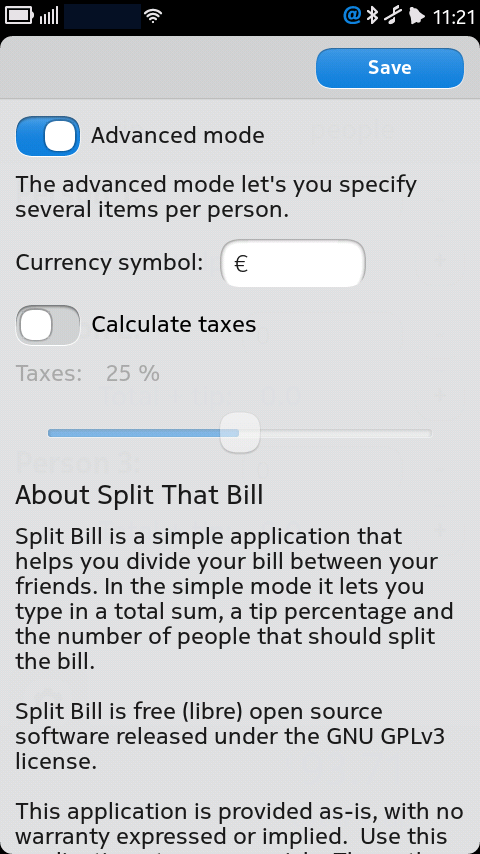 11:21
Save
Advanced mode
The advanced mode let's you specify
several items per person.
Currency symbol: €
Calculate taxes
Taxes: 25 %
Person 3:
About Split That Bill
Split Bill is a simple application that
helps you divide your bill between your
friends. In the simple mode it lets you
type in a total sum, a tip percentage and
the number of people that should split
the bill.
Split Bill is free (libre) open source
software released under the GNU GPLv3
license.
This application is provided as-is, with no
warranty expressed or implied. Use this